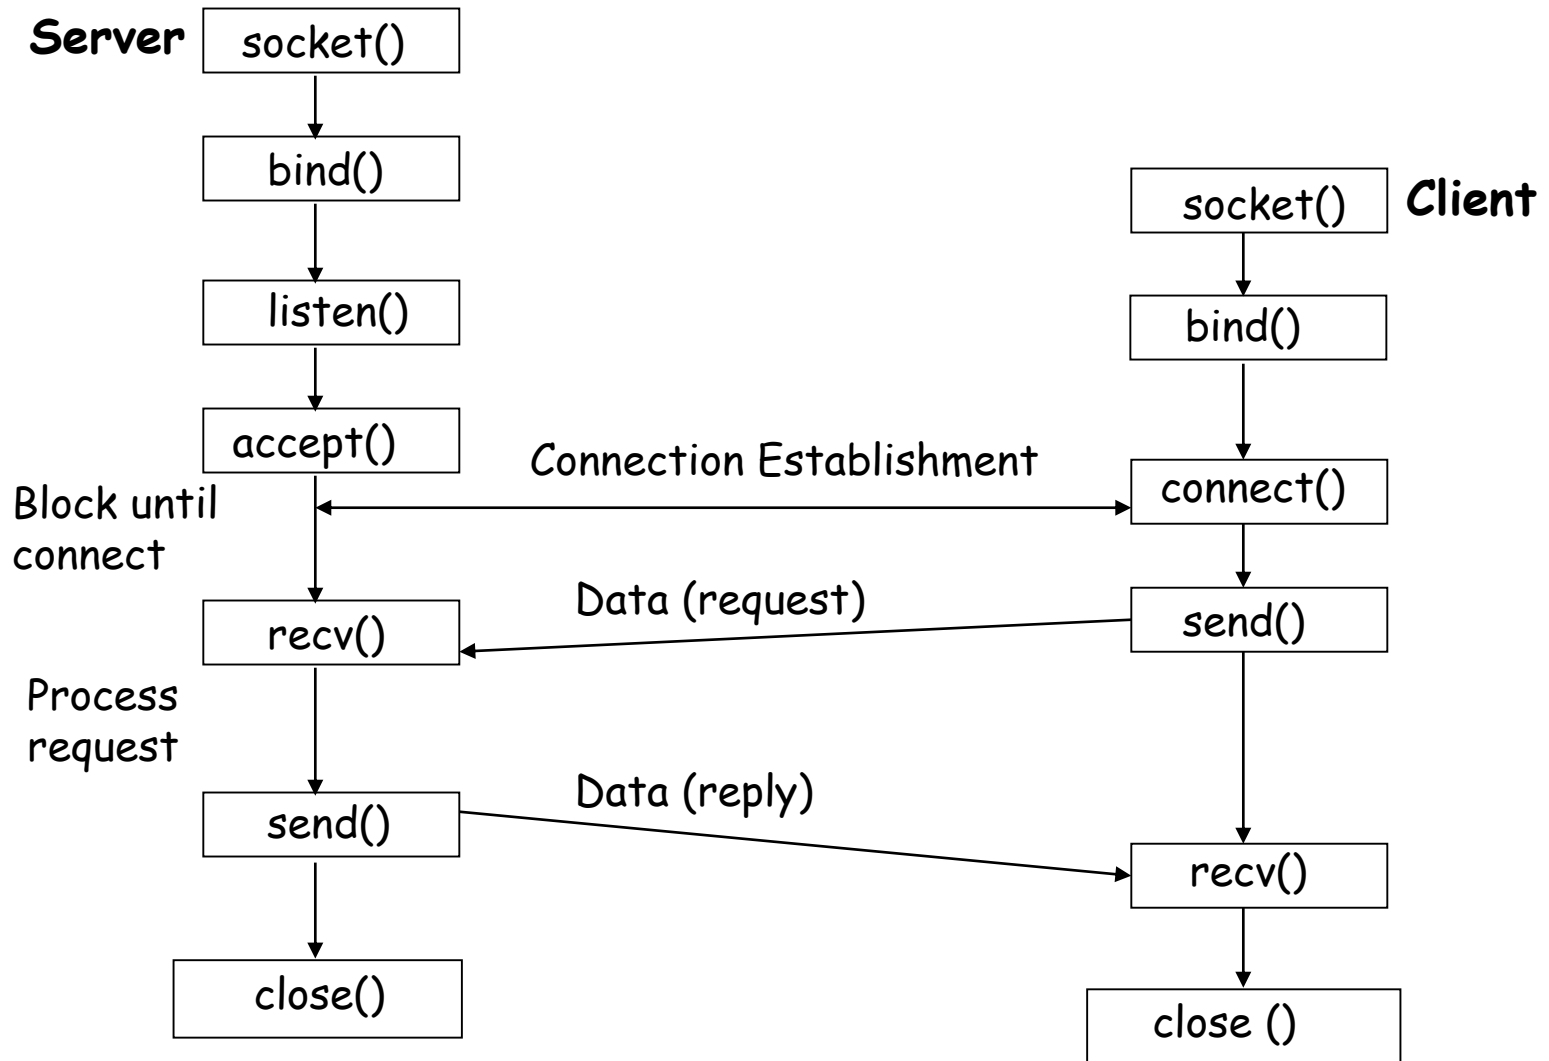 Server
socket()
bind()
listen()
accept()
Block until
connect
recv()
Process
request
send()
close()
Connection Establishment
Data (request)
Data (reply)
Client
socket()
bind()
connect()
send()
recv()
close ()